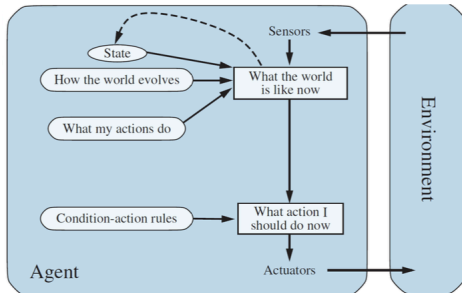 Sensors
State
How the world evolves
What the world
is like now
What my actions do
Condition-action rules
What action I
should do now
Agent
Actuators
Environment